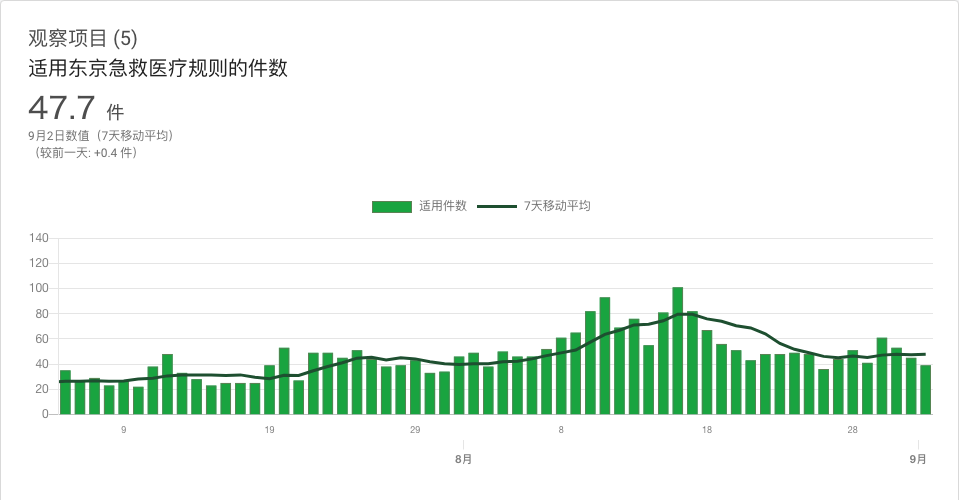 观察项目 (5)
适用东京急救医疗规则的件数
47.7 件
9月2日数值（7天移动平均）
（较前一天: +0.4 件）
适用件数 7天移动平均
140
120
100
80
60
40
20
0
9 19 29 8 18 28
8月 9月